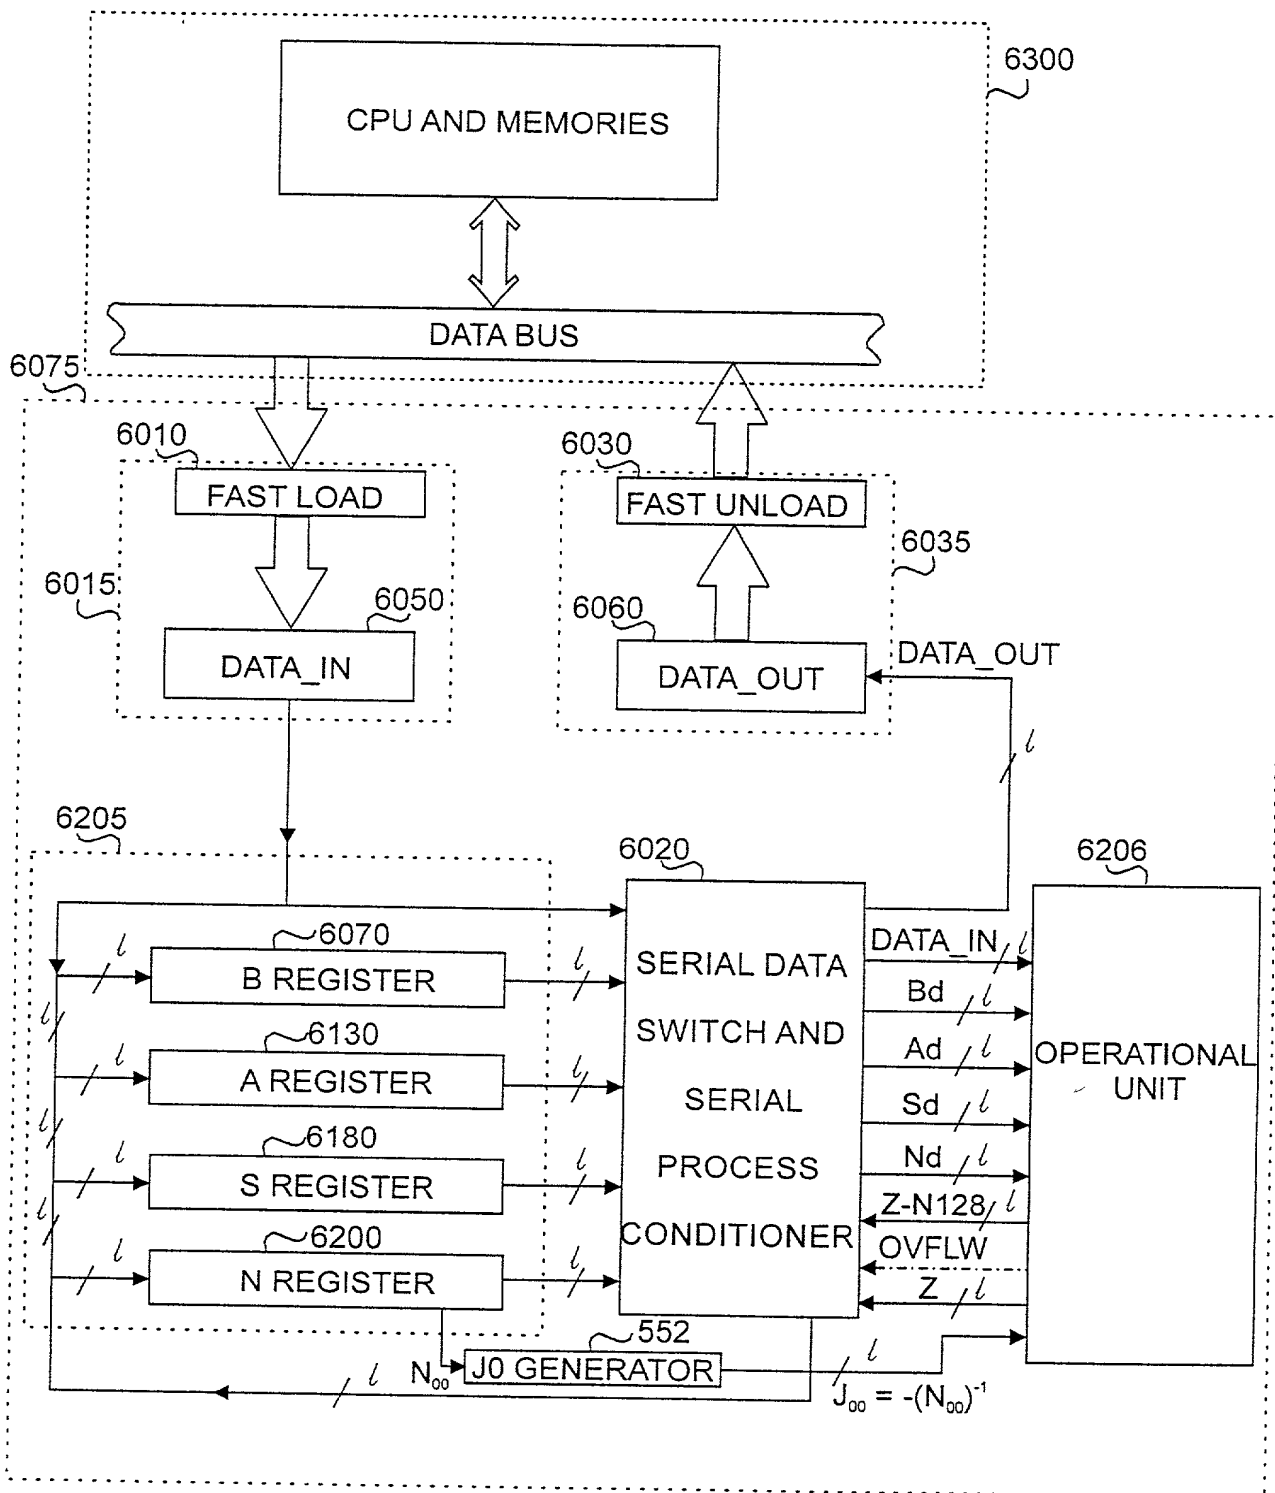 6300
CPU AND MEMORIES
DATA BUS
6075
6010
FAST LOAD
6030
FAST UNLOAD
6035
6015
6050
DATA_IN
6060
DATA_OUT
DATA_OUT
l
6205
6020
6206
6070
B REGISTER
l
l
l
6130
A REGISTER
l
l
l
6180
S REGISTER
l
l
l
6200
N REGISTER
l
l
SERIAL DATA
SWITCH AND
SERIAL
PROCESS
CONDITIONER
DATA_IN l
Bd l
Ad l
Sd l
Nd l
Z-N128 l
OVFLW
Z l
OPERATIONAL
UNIT
552
N₀₀
J0 GENERATOR
l
l
J₀₀ = -(N₀₀)⁻¹